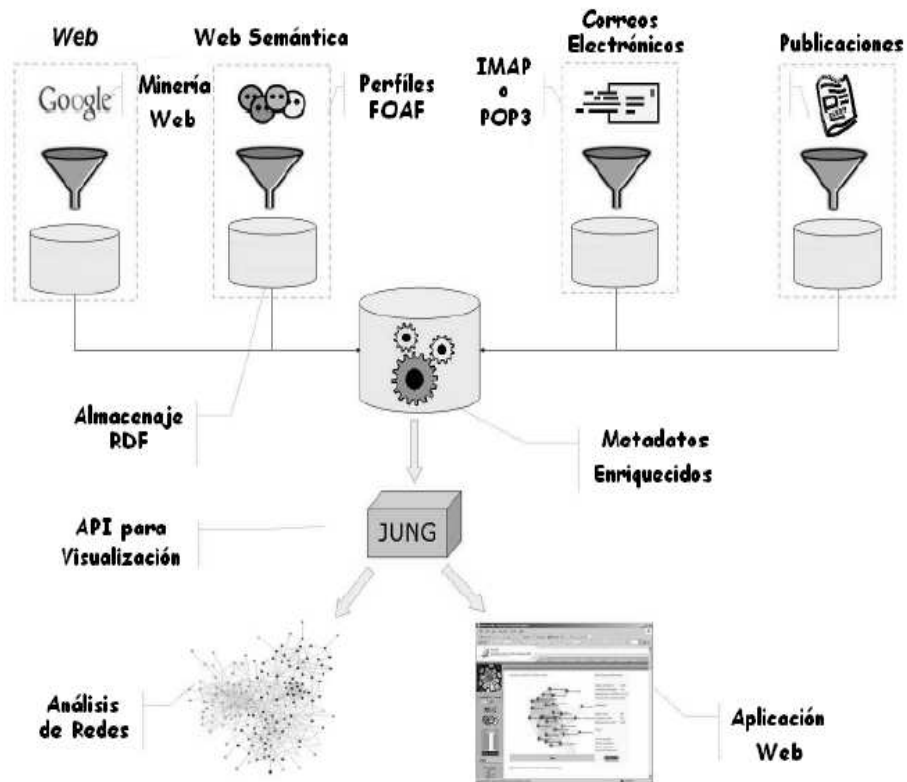 Web
Web Semántica
Correos
Electrónicos
Publicaciones
Google
Minería
Web
Perfíles
FOAF
IMAP
o
POP3
Almacenaje
RDF
Metadatos
Enriquecidos
API para
Visualización
JUNG
Análisis
de Redes
Aplicación
Web